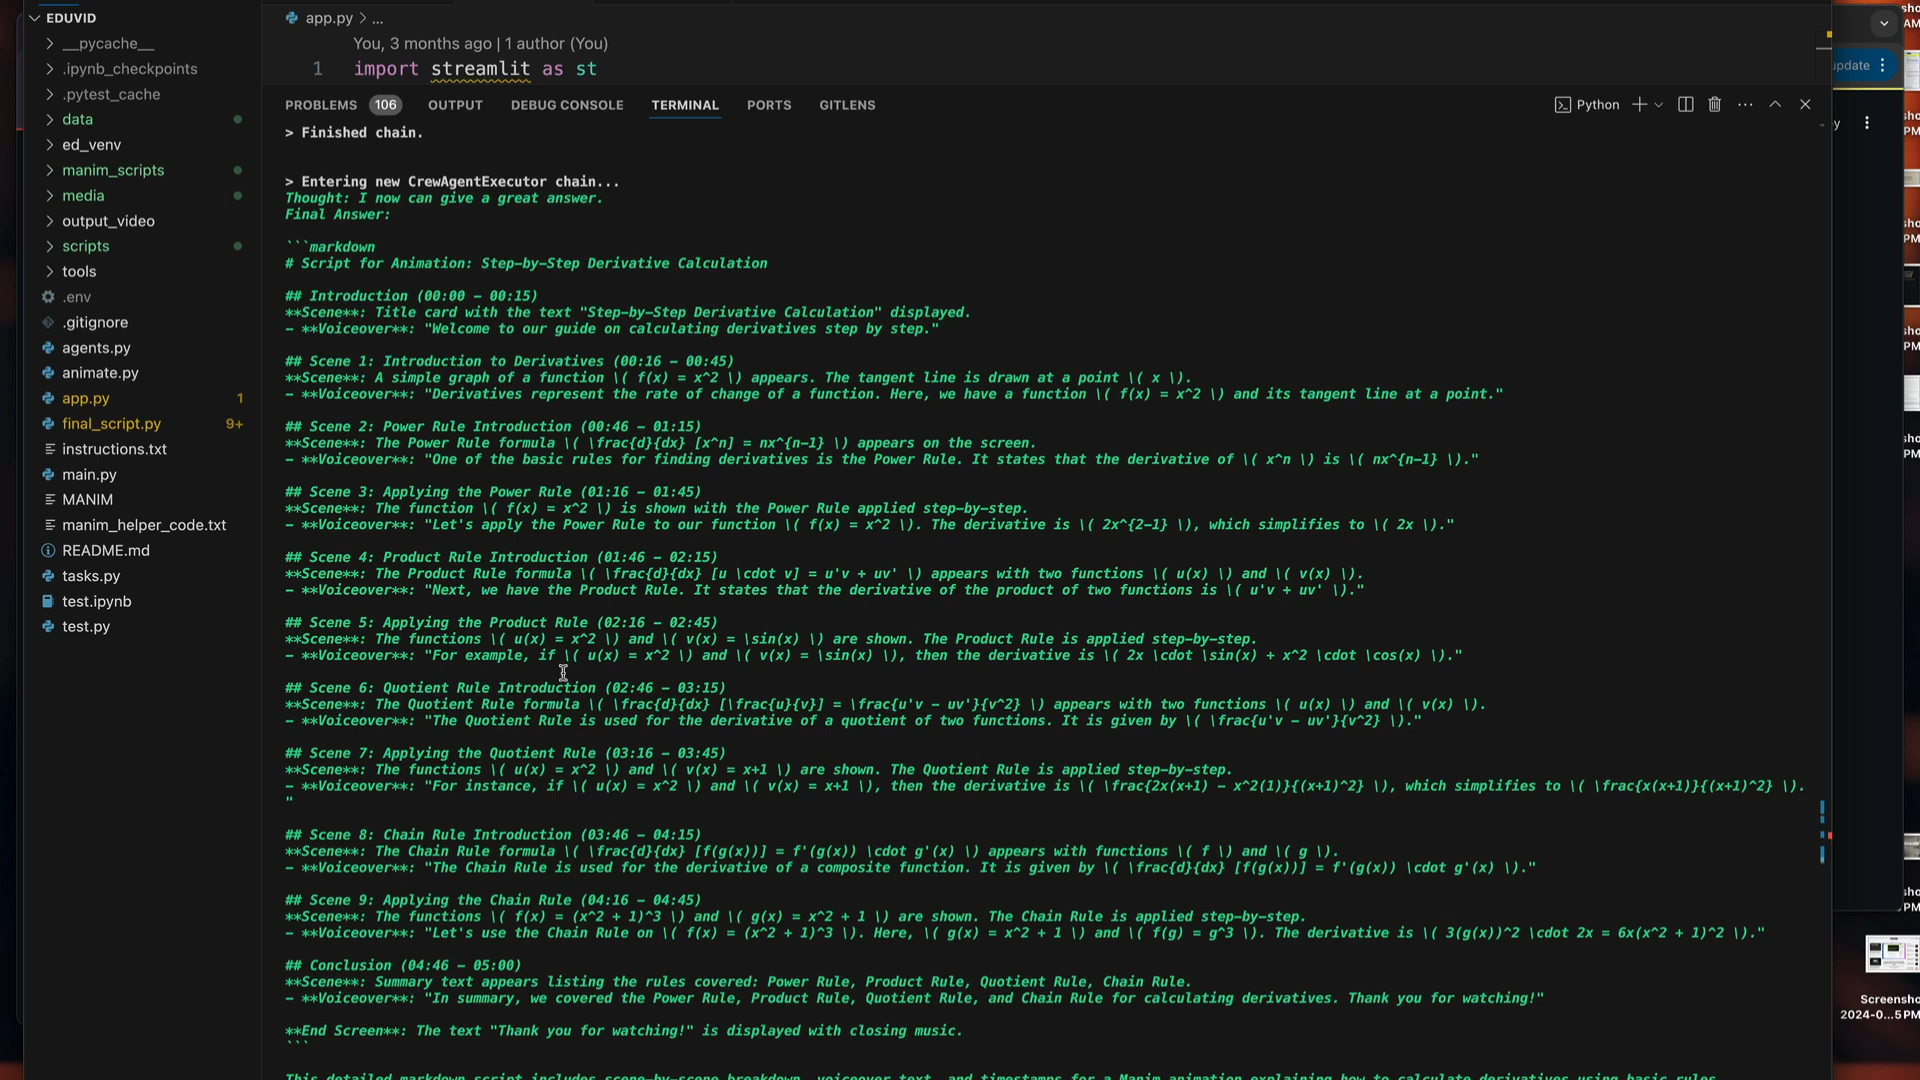 EDUVID
__pycache__
.ipynb_checkpoints
.pytest_cache
data
ed_venv
manim_scripts
media
output_video
scripts
tools
.env
.gitignore
agents.py
animate.py
app.py 1
final_script.py 9+
instructions.txt
main.py
MANIM
manim_helper_code.txt
README.md
tasks.py
test.ipynb
test.py
app.py > ...
You, 3 months ago | 1 author (You)
1 import streamlit as st
PROBLEMS 106 OUTPUT DEBUG CONSOLE TERMINAL PORTS GITLENS
Python
> Finished chain.
> Entering new CrewAgentExecutor chain...
Thought: I now can give a great answer.
Final Answer:
```markdown
# Script for Animation: Step-by-Step Derivative Calculation
## Introduction (00:00 - 00:15)
**Scene**: Title card with the text "Step-by-Step Derivative Calculation" displayed.
- **Voiceover**: "Welcome to our guide on calculating derivatives step by step."
## Scene 1: Introduction to Derivatives (00:16 - 00:45)
**Scene**: A simple graph of a function \( f(x) = x^2 \) appears. The tangent line is drawn at a point \( x \).
- **Voiceover**: "Derivatives represent the rate of change of a function. Here, we have a function \( f(x) = x^2 \) and its tangent line at a point."
## Scene 2: Power Rule Introduction (00:46 - 01:15)
**Scene**: The Power Rule formula \( \frac{d}{dx} [x^n] = nx^{n-1} \) appears on the screen.
- **Voiceover**: "One of the basic rules for finding derivatives is the Power Rule. It states that the derivative of \( x^n \) is \( nx^{n-1} \)."
## Scene 3: Applying the Power Rule (01:16 - 01:45)
**Scene**: The function \( f(x) = x^2 \) is shown with the Power Rule applied step-by-step.
- **Voiceover**: "Let's apply the Power Rule to our function \( f(x) = x^2 \). The derivative is \( 2x^{2-1} \), which simplifies to \( 2x \)."
## Scene 4: Product Rule Introduction (01:46 - 02:15)
**Scene**: The Product Rule formula \( \frac{d}{dx} [u \cdot v] = u'v + uv' \) appears with two functions \( u(x) \) and \( v(x) \).
- **Voiceover**: "Next, we have the Product Rule. It states that the derivative of the product of two functions is \( u'v + uv' \)."
## Scene 5: Applying the Product Rule (02:16 - 02:45)
**Scene**: The functions \( u(x) = x^2 \) and \( v(x) = \sin(x) \) are shown. The Product Rule is applied step-by-step.
- **Voiceover**: "For example, if \( u(x) = x^2 \) and \( v(x) = \sin(x) \), then the derivative is \( 2x \cdot \sin(x) + x^2 \cdot \cos(x) \)."
## Scene 6: Quotient Rule Introduction (02:46 - 03:15)
**Scene**: The Quotient Rule formula \( \frac{d}{dx} [\frac{u}{v}] = \frac{u'v - uv'}{v^2} \) appears with two functions \( u(x) \) and \( v(x) \).
- **Voiceover**: "The Quotient Rule is used for the derivative of a quotient of two functions. It is given by \( \frac{u'v - uv'}{v^2} \)."
## Scene 7: Applying the Quotient Rule (03:16 - 03:45)
**Scene**: The functions \( u(x) = x^2 \) and \( v(x) = x+1 \) are shown. The Quotient Rule is applied step-by-step.
- **Voiceover**: "For instance, if \( u(x) = x^2 \) and \( v(x) = x+1 \), then the derivative is \( \frac{2x(x+1) - x^2(1)}{(x+1)^2} \), which simplifies to \( \frac{x(x+1)}{(x+1)^2} \).
"
## Scene 8: Chain Rule Introduction (03:46 - 04:15)
**Scene**: The Chain Rule formula \( \frac{d}{dx} [f(g(x))] = f'(g(x)) \cdot g'(x) \) appears with functions \( f \) and \( g \).
- **Voiceover**: "The Chain Rule is used for the derivative of a composite function. It is given by \( \frac{d}{dx} [f(g(x))] = f'(g(x)) \cdot g'(x) \)."
## Scene 9: Applying the Chain Rule (04:16 - 04:45)
**Scene**: The functions \( f(x) = (x^2 + 1)^3 \) and \( g(x) = x^2 + 1 \) are shown. The Chain Rule is applied step-by-step.
- **Voiceover**: "Let's use the Chain Rule on \( f(x) = (x^2 + 1)^3 \). Here, \( g(x) = x^2 + 1 \) and \( f(g) = g^3 \). The derivative is \( 3(g(x))^2 \cdot 2x = 6x(x^2 + 1)^2 \)."
## Conclusion (04:46 - 05:00)
**Scene**: Summary text appears listing the rules covered: Power Rule, Product Rule, Quotient Rule, Chain Rule.
- **Voiceover**: "In summary, we covered the Power Rule, Product Rule, Quotient Rule, and Chain Rule for calculating derivatives. Thank you for watching!"
**End Screen**: The text "Thank you for watching!" is displayed with closing music.
```
This detailed markdown script includes scene-by-scene breakdown, voiceover text, and timestamps for a Manim animation explaining how to calculate derivatives using basic rules
update
Screensho
2024-0...5 PM